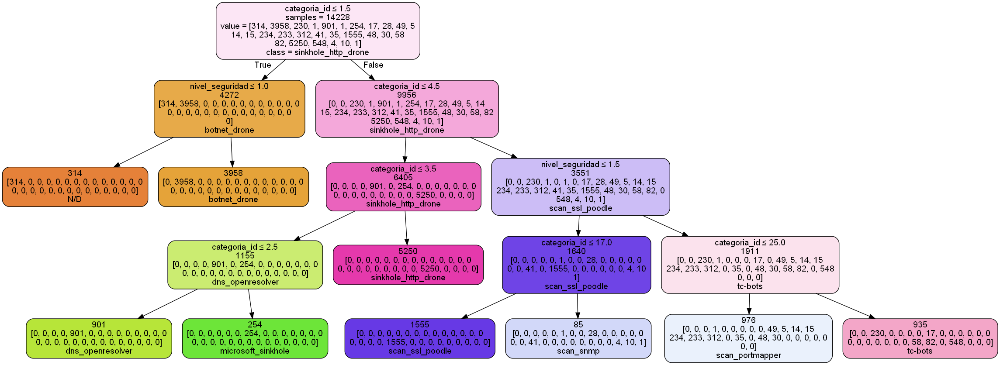 categoria_id ≤ 1.5
samples = 14228
value = [314, 3958, 230, 1, 901, 1, 254, 17, 28, 49, 5
14, 15, 234, 233, 312, 41, 35, 1555, 48, 30, 58
82, 5250, 548, 4, 10, 1]
class = sinkhole_http_drone
True
False
nivel_seguridad ≤ 1.0
4272
[314, 3958, 0, 0, 0, 0, 0, 0, 0, 0, 0, 0, 0
0, 0, 0, 0, 0, 0, 0, 0, 0, 0, 0, 0, 0, 0
0]
botnet_drone
categoria_id ≤ 4.5
9956
[0, 0, 230, 1, 901, 1, 254, 17, 28, 49, 5, 14
15, 234, 233, 312, 41, 35, 1555, 48, 30, 58, 82
5250, 548, 4, 10, 1]
sinkhole_http_drone
314
[314, 0, 0, 0, 0, 0, 0, 0, 0, 0, 0, 0, 0, 0
0, 0, 0, 0, 0, 0, 0, 0, 0, 0, 0, 0, 0, 0]
N/D
3958
[0, 3958, 0, 0, 0, 0, 0, 0, 0, 0, 0, 0, 0, 0
0, 0, 0, 0, 0, 0, 0, 0, 0, 0, 0, 0, 0, 0]
botnet_drone
categoria_id ≤ 3.5
6405
[0, 0, 0, 0, 901, 0, 254, 0, 0, 0, 0, 0, 0, 0
0, 0, 0, 0, 0, 0, 0, 0, 0, 5250, 0, 0, 0, 0]
sinkhole_http_drone
nivel_seguridad ≤ 1.5
3551
[0, 0, 230, 1, 0, 1, 0, 17, 28, 49, 5, 14, 15
234, 233, 312, 41, 35, 1555, 48, 30, 58, 82, 0
548, 4, 10, 1]
scan_ssl_poodle
categoria_id ≤ 2.5
1155
[0, 0, 0, 0, 901, 0, 254, 0, 0, 0, 0, 0, 0, 0
0, 0, 0, 0, 0, 0, 0, 0, 0, 0, 0, 0, 0, 0]
dns_openresolver
5250
[0, 0, 0, 0, 0, 0, 0, 0, 0, 0, 0, 0, 0, 0
0, 0, 0, 0, 0, 0, 0, 0, 0, 5250, 0, 0, 0, 0]
sinkhole_http_drone
categoria_id ≤ 17.0
1640
[0, 0, 0, 0, 0, 1, 0, 0, 28, 0, 0, 0, 0, 0
0, 0, 41, 0, 1555, 0, 0, 0, 0, 0, 0, 4, 10
1]
scan_ssl_poodle
categoria_id ≤ 25.0
1911
[0, 0, 230, 1, 0, 0, 0, 17, 0, 49, 5, 14, 15
234, 233, 312, 0, 35, 0, 48, 30, 58, 82, 0, 548
0, 0, 0]
tc-bots
901
[0, 0, 0, 0, 901, 0, 0, 0, 0, 0, 0, 0, 0, 0
0, 0, 0, 0, 0, 0, 0, 0, 0, 0, 0, 0, 0, 0]
dns_openresolver
254
[0, 0, 0, 0, 0, 0, 254, 0, 0, 0, 0, 0, 0, 0
0, 0, 0, 0, 0, 0, 0, 0, 0, 0, 0, 0, 0, 0]
microsoft_sinkhole
1555
[0, 0, 0, 0, 0, 0, 0, 0, 0, 0, 0, 0, 0, 0
0, 0, 0, 0, 1555, 0, 0, 0, 0, 0, 0, 0, 0, 0]
scan_ssl_poodle
85
[0, 0, 0, 0, 0, 1, 0, 0, 28, 0, 0, 0, 0, 0
0, 0, 41, 0, 0, 0, 0, 0, 0, 0, 0, 4, 10, 1]
scan_snmp
976
[0, 0, 0, 1, 0, 0, 0, 0, 0, 49, 5, 14, 15
234, 233, 312, 0, 35, 0, 48, 30, 0, 0, 0, 0, 0
0, 0]
scan_portmapper
935
[0, 0, 230, 0, 0, 0, 0, 17, 0, 0, 0, 0, 0, 0
0, 0, 0, 0, 0, 0, 0, 58, 82, 0, 548, 0, 0, 0]
tc-bots